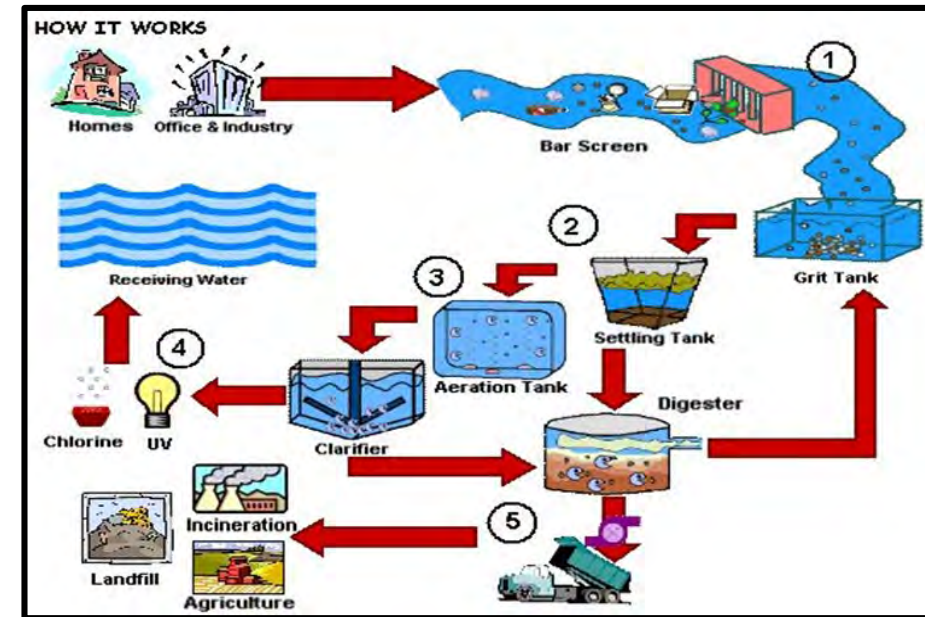 HOW IT WORKS
Homes
Office & Industry
1
Bar Screen
2
Grit Tank
Receiving Water
3
Settling Tank
Aeration Tank
4
Digester
Chlorine
UV
Clarifier
Incineration
5
Landfill
Agriculture